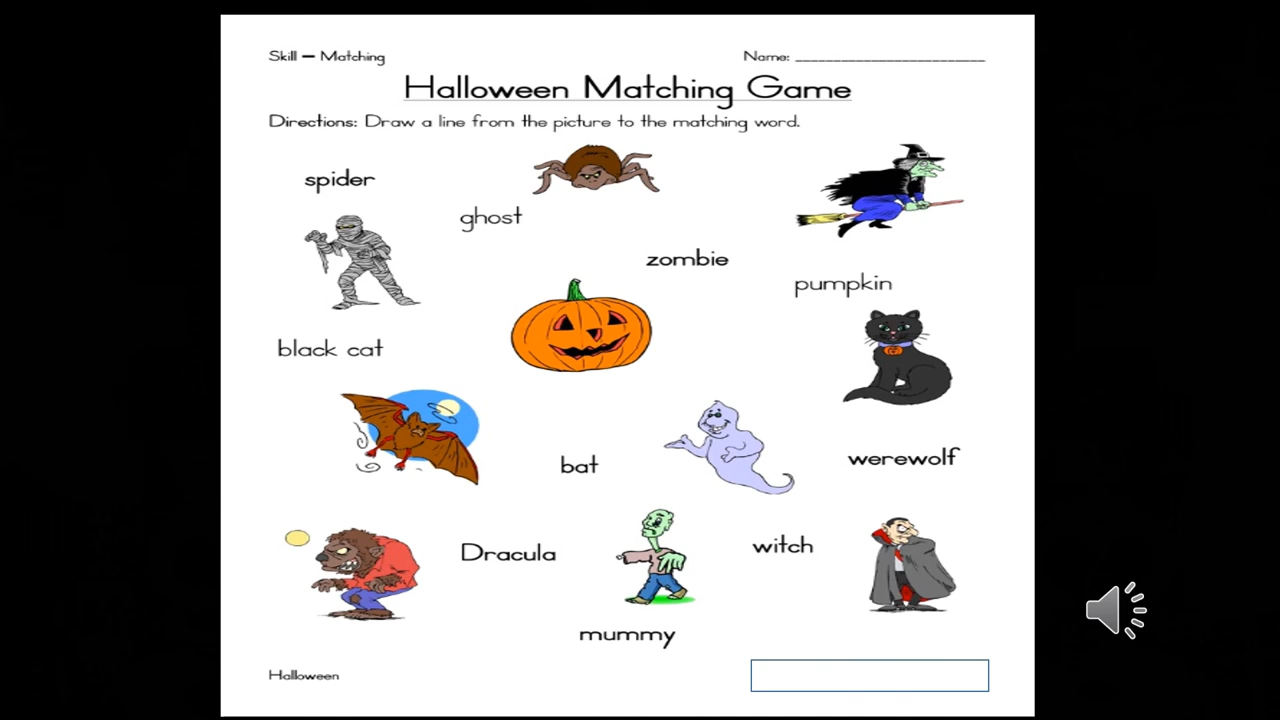 Skill – Matching
Name: _________________________
Halloween Matching Game
Directions: Draw a line from the picture to the matching word.
spider
ghost
zombie
pumpkin
black cat
bat
werewolf
Dracula
witch
mummy
Halloween